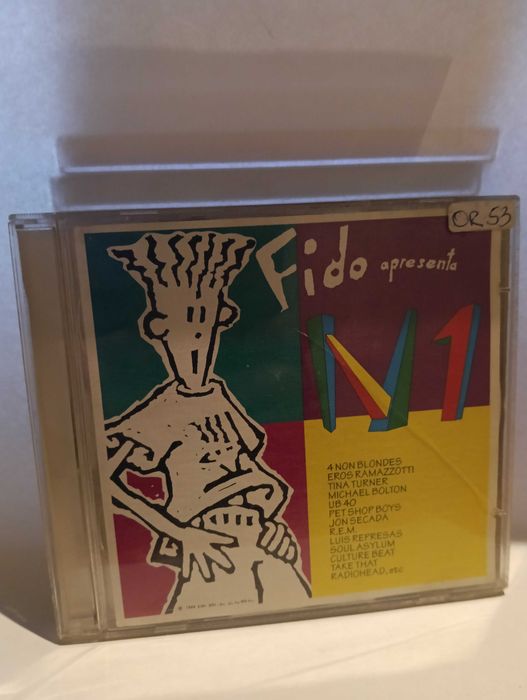 OR 53
Fido apresenta
Nº1
4 NON BLONDES
EROS RAMAZZOTTI
TINA TURNER
MICHAEL BOLTON
UB 40
PET SHOP BOYS
JON SECADA
R.E.M.
LUIS REPRESAS
SOUL ASYLUM
CULTURE BEAT
TAKE THAT
RADIOHEAD, etc